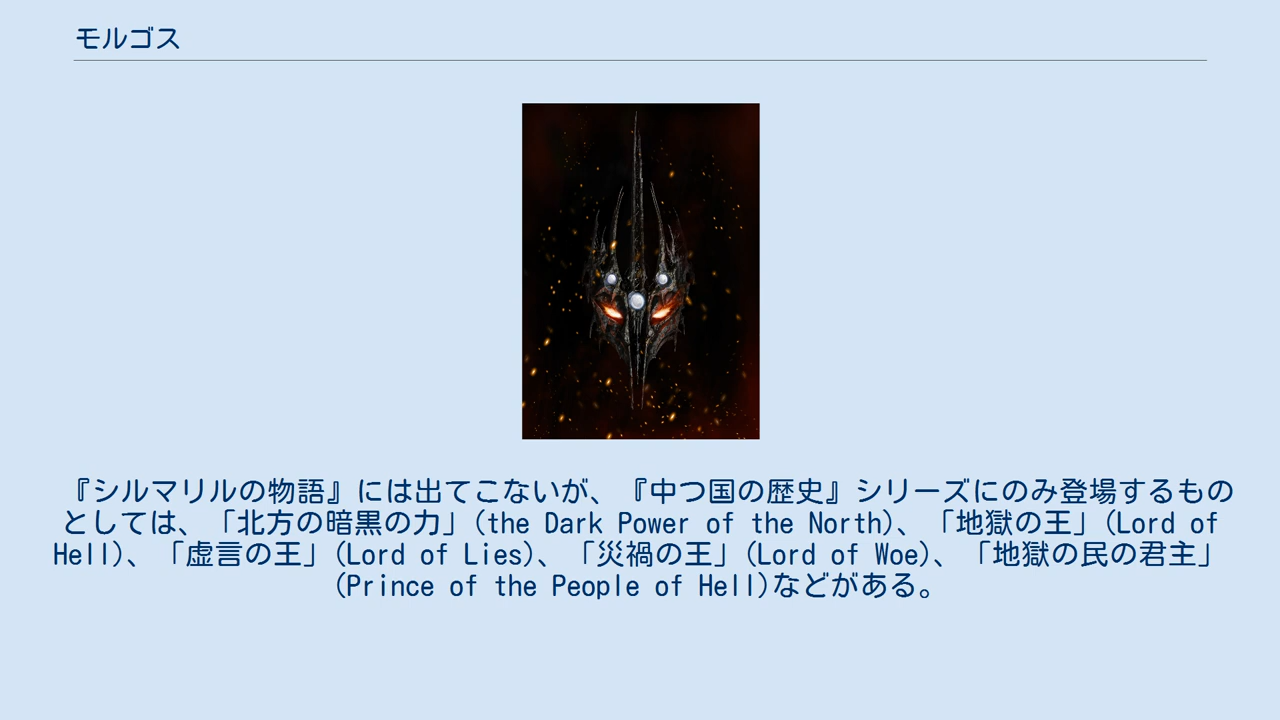 モルゴス
『シルマリルの物語』には出てこないが、『中つ国の歴史』シリーズにのみ登場するもの
としては、「北方の暗黒の力」(the Dark Power of the North)、「地獄の王」(Lord of
Hell)、「虚言の王」(Lord of Lies)、「災禍の王」(Lord of Woe)、「地獄の民の君主」
(Prince of the People of Hell)などがある。